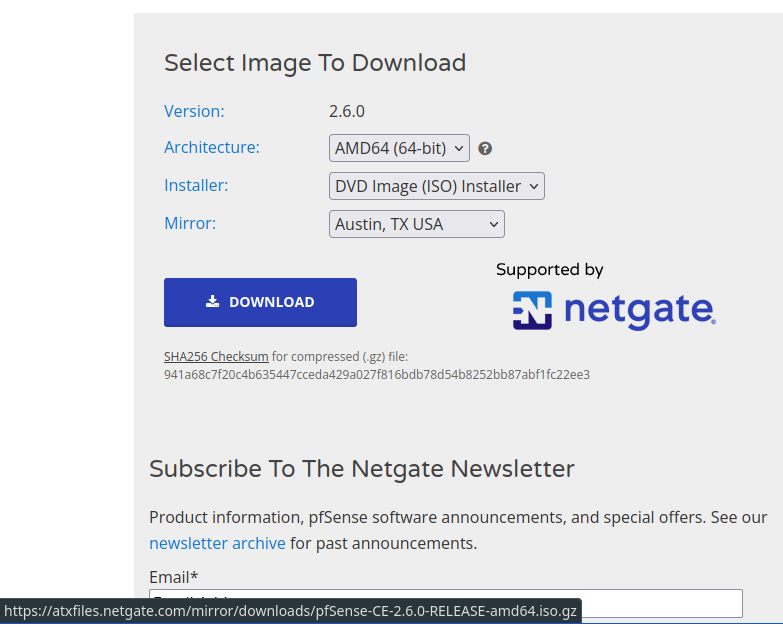 Select Image To Download
Version: 2.6.0
Architecture: AMD64 (64-bit) ?
Installer: DVD Image (ISO) Installer
Mirror: Austin, TX USA
Supported by
DOWNLOAD
netgate
SHA256 Checksum for compressed (.gz) file:
941a68c7f20c4b635447cceda429a027f816bdb78d54b8252bb87abf1fc22ee3
Subscribe To The Netgate Newsletter
Product information, pfSense software announcements, and special offers. See our
newsletter archive for past announcements.
Email*
https://atxfiles.netgate.com/mirror/downloads/pfSense-CE-2.6.0-RELEASE-amd64.iso.gz